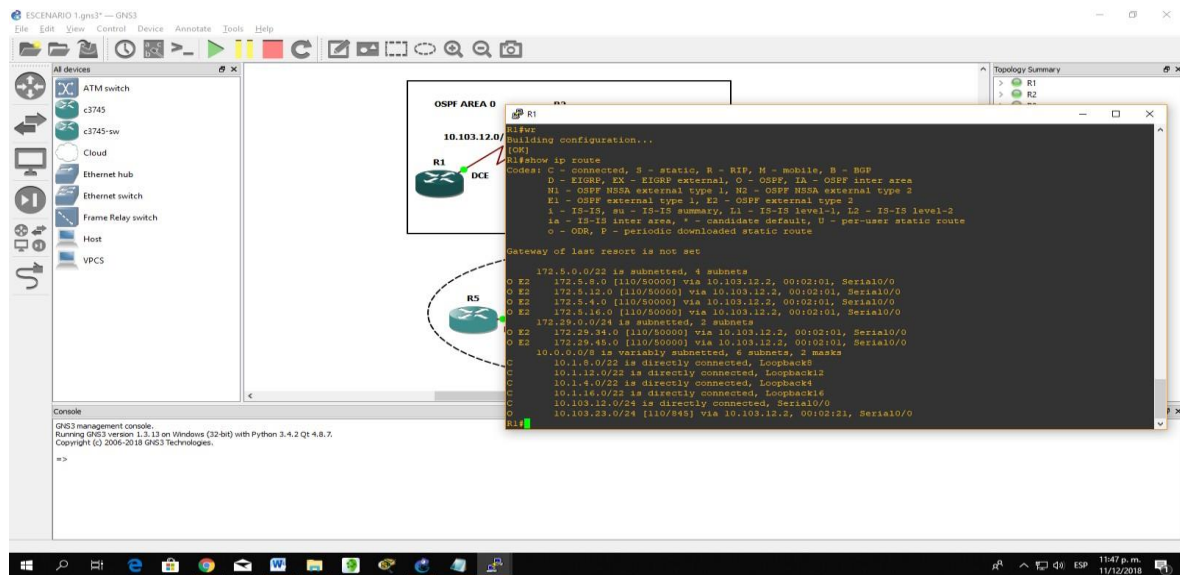 ESCENARIO 1.gns3* — GNS3
File Edit View Control Device Annotate Tools Help
All devices
ATM switch
c3745
c3745-sw
Cloud
Ethernet hub
Ethernet switch
Frame Relay switch
Host
VPCS
OSPF AREA 0
10.103.12.0/
R1
DCE
R5
Topology Summary
R1
R2
R1
R1#wr
Building configuration...
[OK]
R1#show ip route
Codes: C - connected, S - static, R - RIP, M - mobile, B - BGP
D - EIGRP, EX - EIGRP external, O - OSPF, IA - OSPF inter area
N1 - OSPF NSSA external type 1, N2 - OSPF NSSA external type 2
E1 - OSPF external type 1, E2 - OSPF external type 2
i - IS-IS, su - IS-IS summary, L1 - IS-IS level-1, L2 - IS-IS level-2
ia - IS-IS inter area, * - candidate default, U - per-user static route
o - ODR, P - periodic downloaded static route
Gateway of last resort is not set
172.5.0.0/22 is subnetted, 4 subnets
O E2 172.5.8.0 [110/50000] via 10.103.12.2, 00:02:01, Serial0/0
O E2 172.5.12.0 [110/50000] via 10.103.12.2, 00:02:01, Serial0/0
O E2 172.5.4.0 [110/50000] via 10.103.12.2, 00:02:01, Serial0/0
O E2 172.5.16.0 [110/50000] via 10.103.12.2, 00:02:01, Serial0/0
172.29.0.0/24 is subnetted, 2 subnets
O E2 172.29.34.0 [110/50000] via 10.103.12.2, 00:02:01, Serial0/0
O E2 172.29.45.0 [110/50000] via 10.103.12.2, 00:02:01, Serial0/0
10.0.0.0/8 is variably subnetted, 6 subnets, 2 masks
C 10.1.8.0/22 is directly connected, Loopback8
C 10.1.12.0/22 is directly connected, Loopback12
C 10.1.4.0/22 is directly connected, Loopback4
C 10.1.16.0/22 is directly connected, Loopback16
C 10.103.12.0/24 is directly connected, Serial0/0
O 10.103.23.0/24 [110/845] via 10.103.12.2, 00:02:21, Serial0/0
R1#
Console
GNS3 management console.
Running GNS3 version 1.3.13 on Windows (32-bit) with Python 3.4.2 Qt 4.8.7.
Copyright (c) 2006-2018 GNS3 Technologies.
=>
ESP
11:47 p. m.
11/12/2018